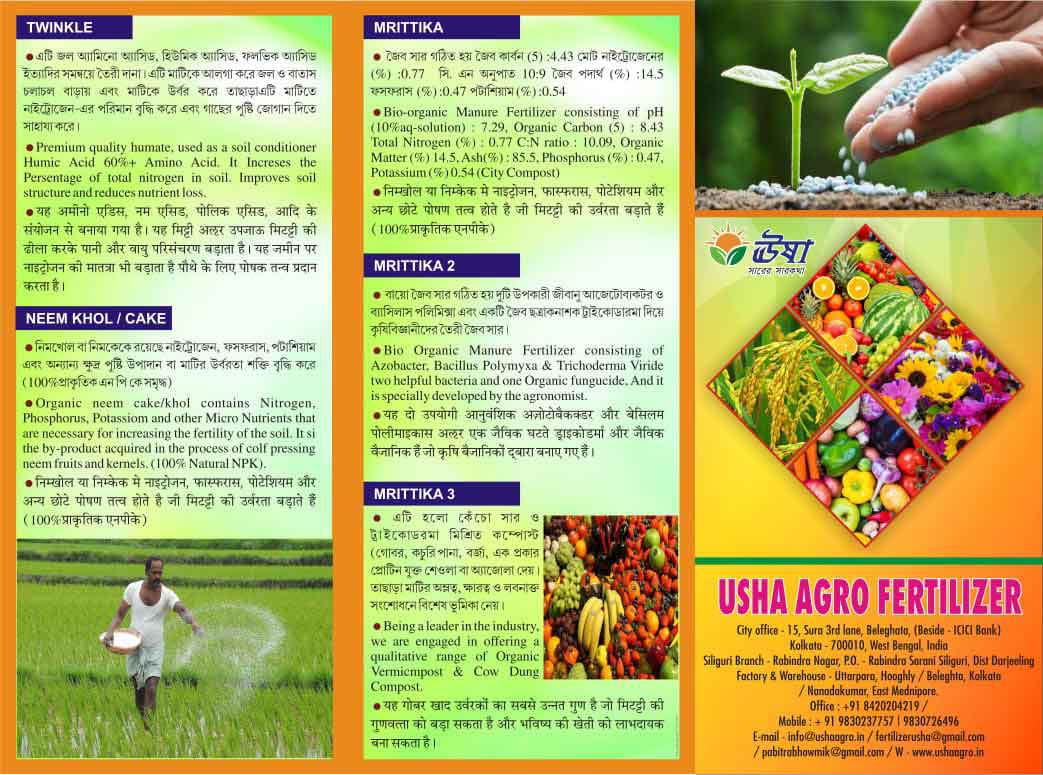 TWINKLE
●এটি জল অ্যামিনো অ্যাসিড, হিউমিক অ্যাসিড, ফলভিক অ্যাসিড
ইত্যাদির সমন্বয়ে তৈরী দানা। এটি মাটিকে আলগা করে জল ও বাতাস
চলাচল বাড়ায় এবং মাটিকে উর্বর করে তাছাড়াএটি মাটিতে
নাইট্রোজেন-এর পরিমান বৃদ্ধি করে এবং গাছের পুষ্টি জোগান দিতে
সাহায্য করে।
●Premium quality humate, used as a soil conditioner
Humic Acid 60%+ Amino Acid. It Increses the
Persentage of total nitrogen in soil. Improves soil
structure and reduces nutrient loss.
●यह अमीनो एडिस, नम एसिड, पोलिक एसिड, आदि के
संयोजन से बनाया गया है। यह मिट्टी अल्र उपजाऊ मिटट्टी की
ढीला करके पानी और वायु परिसंचरण बड़ाता है। यह जमीन पर
नाइट्रोजन की मातत्रा भी बड़ाता है पौथे के लिए पोषक तन्व प्रदान
करता है।
NEEM KHOL / CAKE
●নিমখোল বা নিমকেকে রয়েছে নাইট্রোজেন, ফসফরাস, পটাশিয়াম
এবং অন্যান্য ক্ষুদ্র পুষ্টি উপাদান বা মাটির উর্বরতা শক্তি বৃদ্ধি করে
(100%প্রাকৃতিক এন পি কে সমৃদ্ধ)
●Organic neem cake/khol contains Nitrogen,
Phosphorus, Potassiom and other Micro Nutrients that
are necessary for increasing the fertility of the soil. It si
the by-product acquired in the process of colf pressing
neem fruits and kernels. (100% Natural NPK).
●निम्खोल या निम्केक मे नाइट्रोजन, फास्फरास, पोटेशियम और
अन्य छोटे पोषण तत्व होते है जो मिटट्टी की उर्वरता बड़ाते हैं
(100%प्राकृतिक एनपीके)
MRITTIKA
●জৈব সার গঠিত হয় জৈব কার্বন (5) :4.43 মোট নাইট্রোজেনের
(%) :0.77 সি. এন অনুপাত 10:9 জৈব পদার্থ (%) :14.5
ফসফরাস (%) :0.47 পটাশিয়াম (%) :0.54
●Bio-organic Manure Fertilizer consisting of pH
(10%aq-solution) : 7.29, Organic Carbon (5) : 8.43
Total Nitrogen (%) : 0.77 C:N ratio : 10.09, Organic
Matter (%) 14.5, Ash(%) : 85.5, Phosphorus (%) : 0.47,
Potassium (%) 0.54 (City Compost)
●निम्खोल या निम्केक मे नाइट्रोजन, फास्फरास, पोटेशियम और
अन्य छोटे पोषण तत्व होते है जो मिटट्टी की उर्वरता बड़ाते हैं
(100%प्राकृतिक एनपीके)
MRITTIKA 2
●বায়ো জৈব সার গঠিত হয় দুটি উপকারী জীবানু আজেটোবাকটর ও
ব্যাসিলাস পলিমিক্সা এবং একটি জৈব ছত্রাকনাশক ট্রাইকোডারমা দিয়ে
কৃষিবিজ্ঞানীদের তৈরী জৈব সার।
●Bio Organic Manure Fertilizer consisting of
Azobacter, Bacillus Polymyxa & Trichoderma Viride
two helpful bacteria and one Organic fungucide, And it
is specially developed by the agronomist.
●यह दो उपयोगी आनुवंशिक अज़ोटोबैकक्डर और बेसिलम
पोलीमाइकास अल्र एक जैविक घटते ड्राइकोडर्मा और जैविक
वैजानिक हैं जो कृषि बैजानिकों द्बारा बनाए गए हैं।
MRITTIKA 3
●এটি হলো কেঁচো সার ও
ট্রাইকোডরমা মিশ্রিত কম্পোস্ট
(গোবর, কচুরি পানা, বর্জ্য, এক প্রকার
প্রোটিন যুক্ত শেওলা বা অ্যাজোলা দেয়।
তাছাড়া মাটির অম্লত্ব, ক্ষারত্ব ও লবনাক্ত
সংশোধনে বিশেষ ভূমিকা নেয়।
●Being a leader in the industry,
we are engaged in offering a
qualitative range of Organic
Vermicmpost & Cow Dung
Compost.
●यह गोबर खाद उर्वरकों का सबसे उन्नत गुण है जो मिटट्टी की
गुणवत्ता को बड़ा सकता है और भबिष्य की खेती को लाभदायक
बना सकता है।
ঊষা
সারের সারকথা
USHA AGRO FERTILIZER
City office - 15, Sura 3rd lane, Beleghata, (Beside - ICICI Bank)
Kolkata - 700010, West Bengal, India
Siliguri Branch - Rabindra Nagar, P.O. - Rabindra Sarani Siliguri, Dist Darjeeling
Factory & Warehouse - Uttarpara, Hooghly / Beleghta, Kolkata
/ Nanadakumar, East Mednipore.
Office : +91 8420204219 /
Mobile : + 91 9830237757 | 9830726496
E-mail - info@ushaagro.in / fertilizerusha@gmail.com
/ pabitrabhowmik@gmail.com / W - www.ushaagro.in